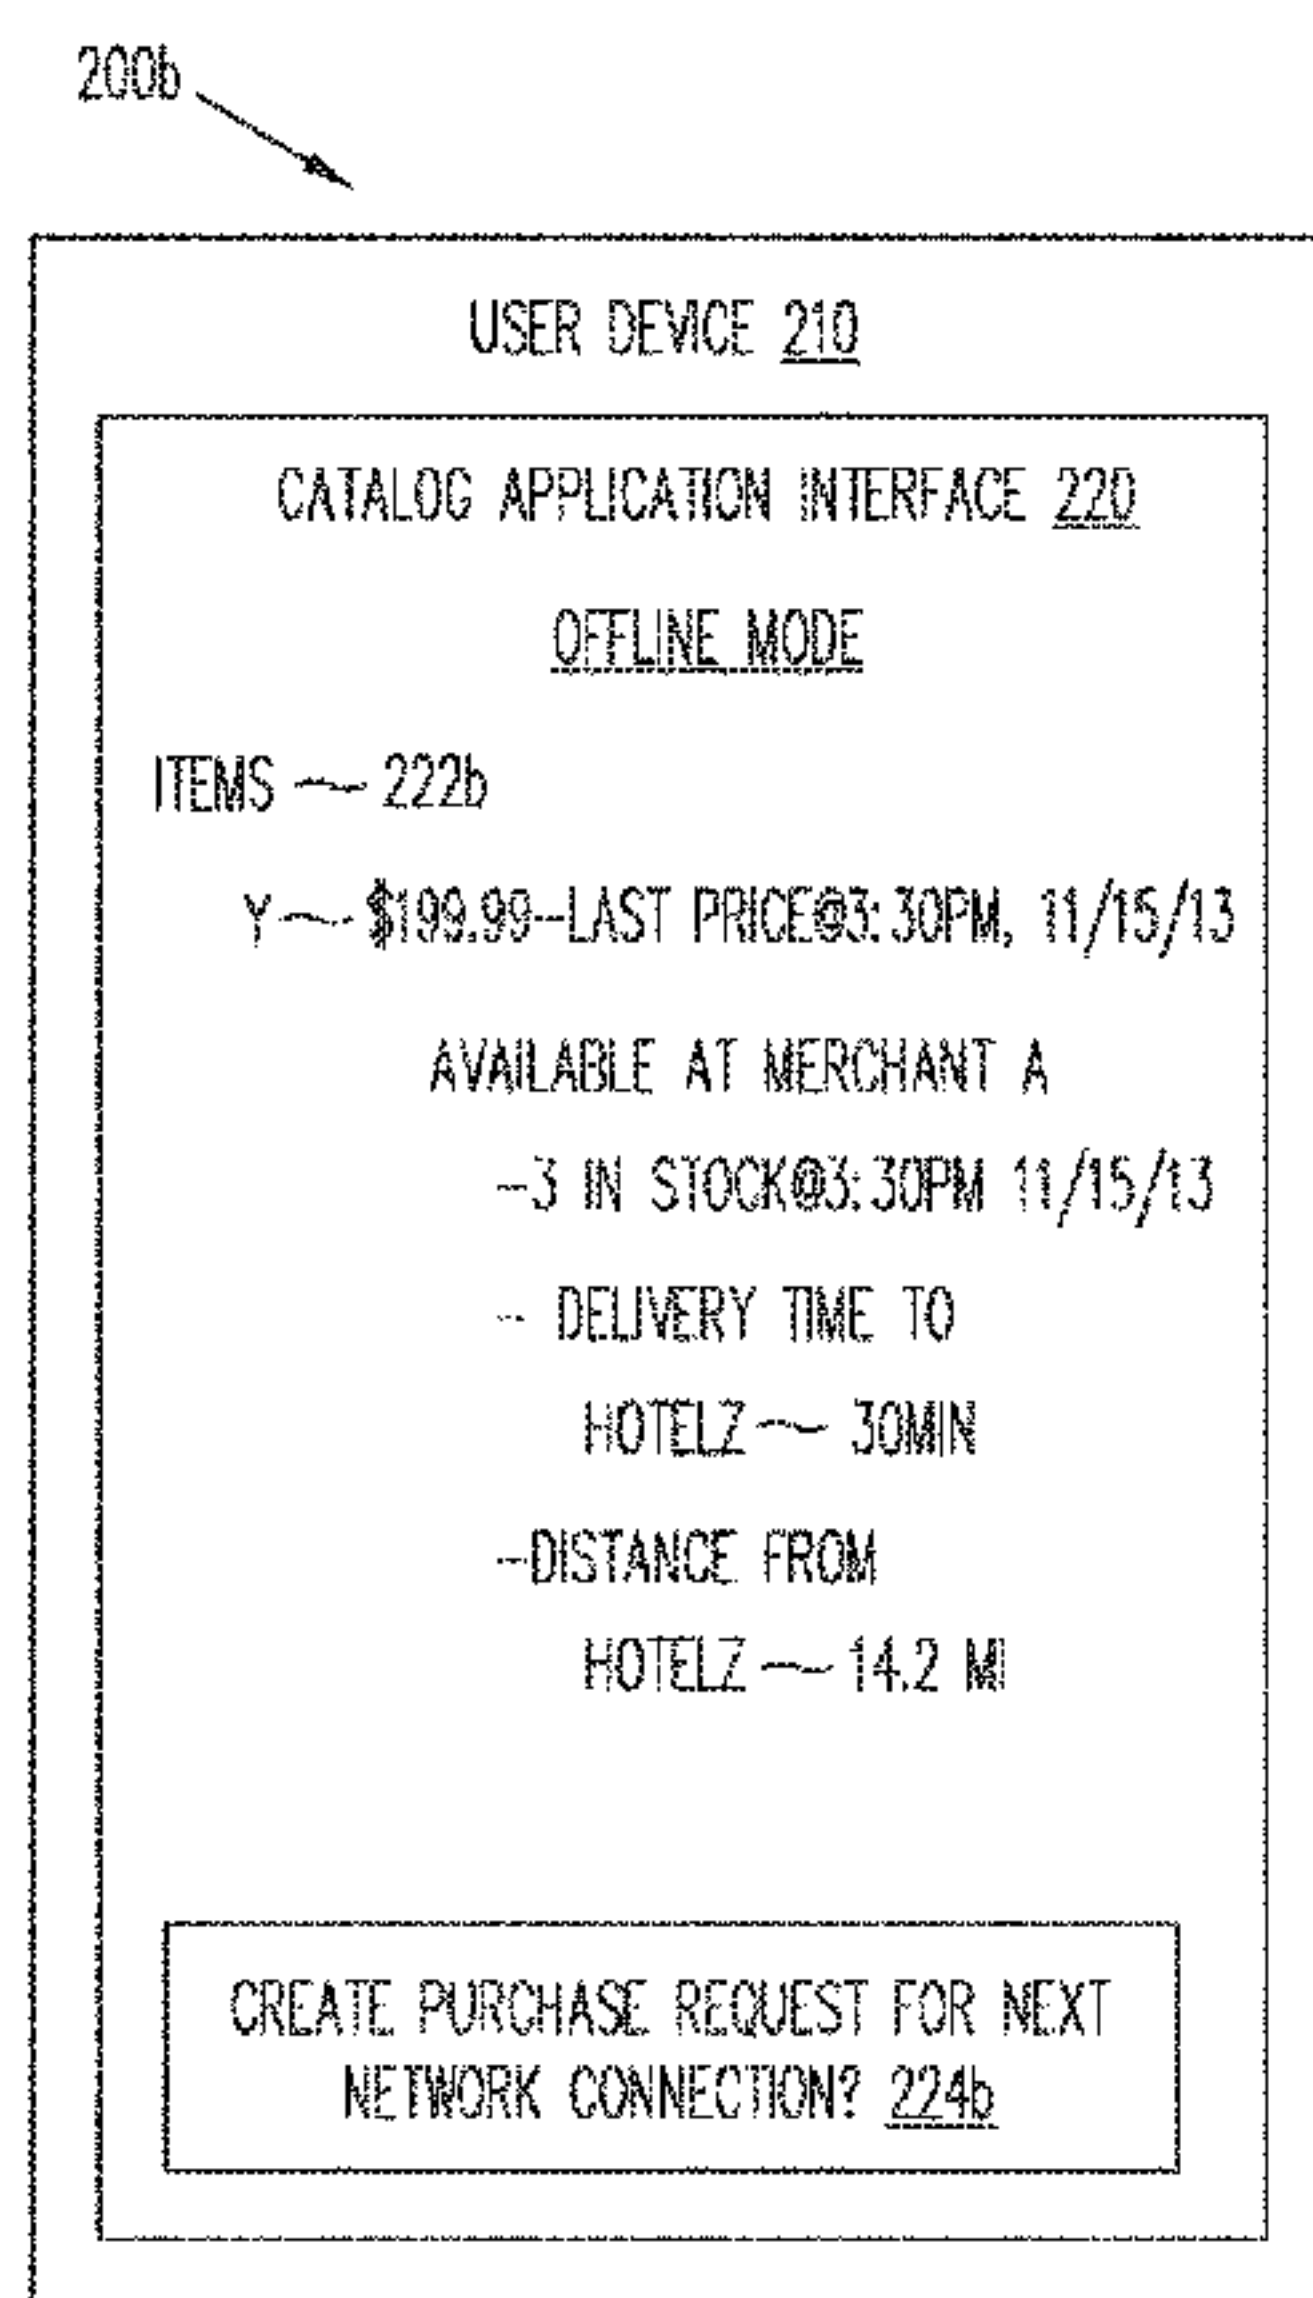 200b
USER DEVICE 210
CATALOG APPLICATION INTERFACE 220
OFFLINE MODE
ITEMS ~ 222b
Y ~ $199.99--LAST PRICE@3:30PM, 11/15/13
AVAILABLE AT MERCHANT A
-3 IN STOCK@3:30PM 11/15/13
- DELIVERY TIME TO
HOTELZ ~ 30MIN
-DISTANCE FROM
HOTELZ ~ 14.2 MI
CREATE PURCHASE REQUEST FOR NEXT
NETWORK CONNECTION? 224b